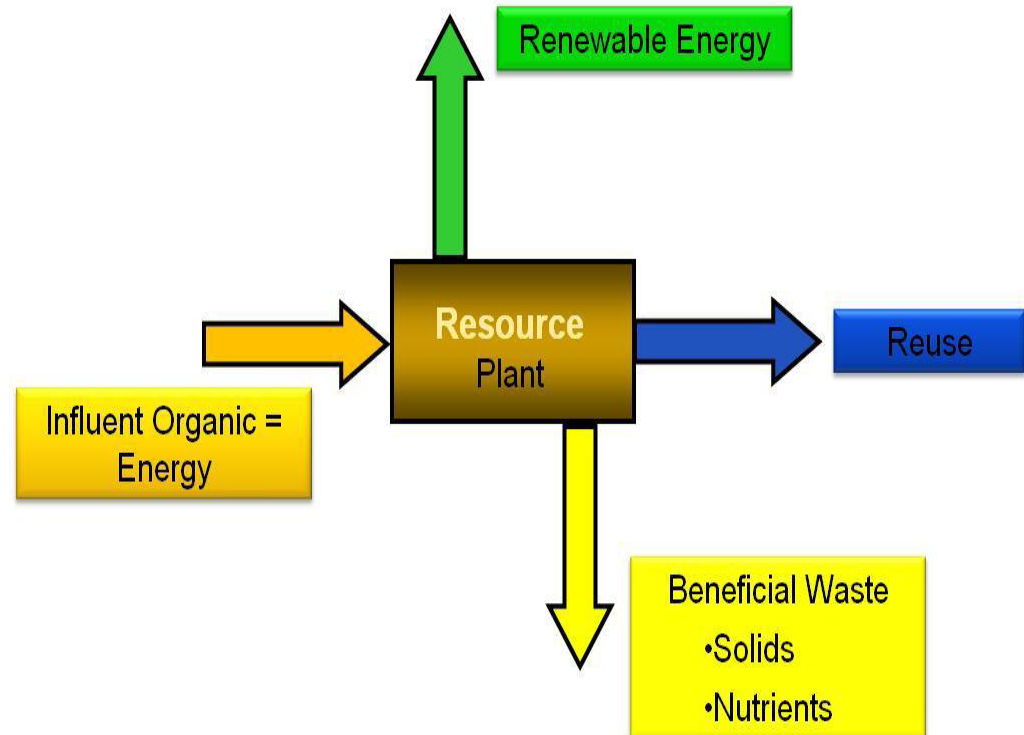 Renewable Energy
Resource
Plant
Reuse
Influent Organic =
Energy
Beneficial Waste
•Solids
•Nutrients